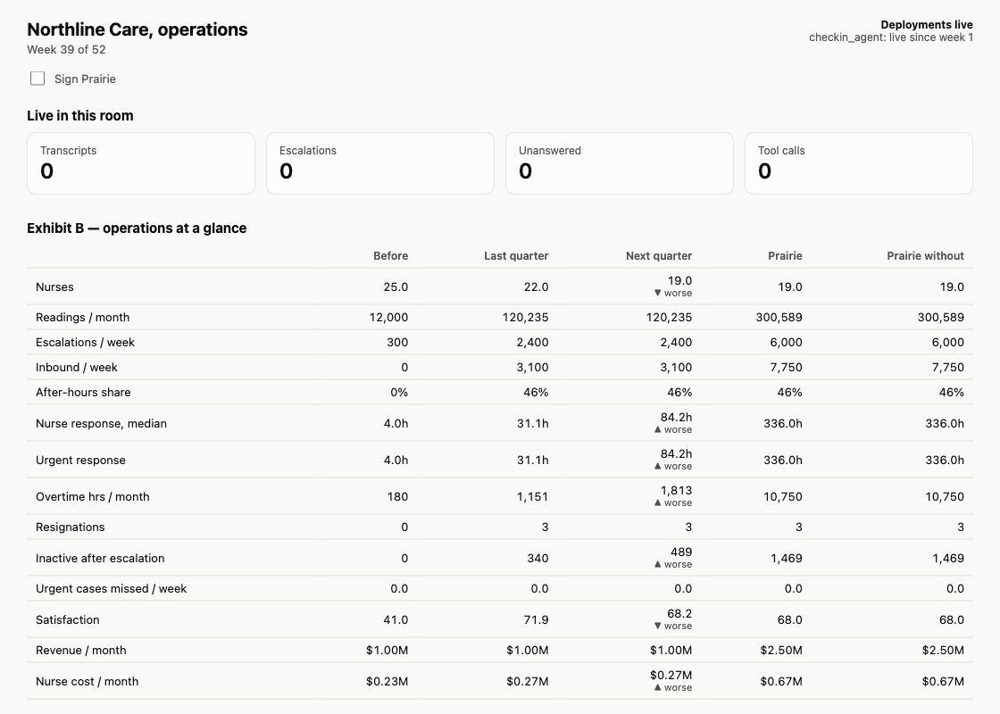 Northline Care, operations
Deployments live
Week 39 of 52
checkin_agent: live since week 1
Sign Prairie
Live in this room
Transcripts Escalations Unanswered Tool calls
0 0 0 0
Exhibit B — operations at a glance
Before Last quarter Next quarter Prairie Prairie without
Nurses 25.0 22.0 19.0 19.0 19.0
▼ worse
Readings / month 12,000 120,235 120,235 300,589 300,589
Escalations / week 300 2,400 2,400 6,000 6,000
Inbound / week 0 3,100 3,100 7,750 7,750
After-hours share 0% 46% 46% 46% 46%
Nurse response, median 4.0h 31.1h 84.2h 336.0h 336.0h
▲ worse
Urgent response 4.0h 31.1h 84.2h 336.0h 336.0h
▲ worse
Overtime hrs / month 180 1,151 1,813 10,750 10,750
▲ worse
Resignations 0 3 3 3 3
Inactive after escalation 0 340 489 1,469 1,469
▲ worse
Urgent cases missed / week 0.0 0.0 0.0 0.0 0.0
Satisfaction 41.0 71.9 68.2 68.0 68.0
▼ worse
Revenue / month $1.00M $1.00M $1.00M $2.50M $2.50M
Nurse cost / month $0.23M $0.27M $0.27M $0.67M $0.67M
▲ worse